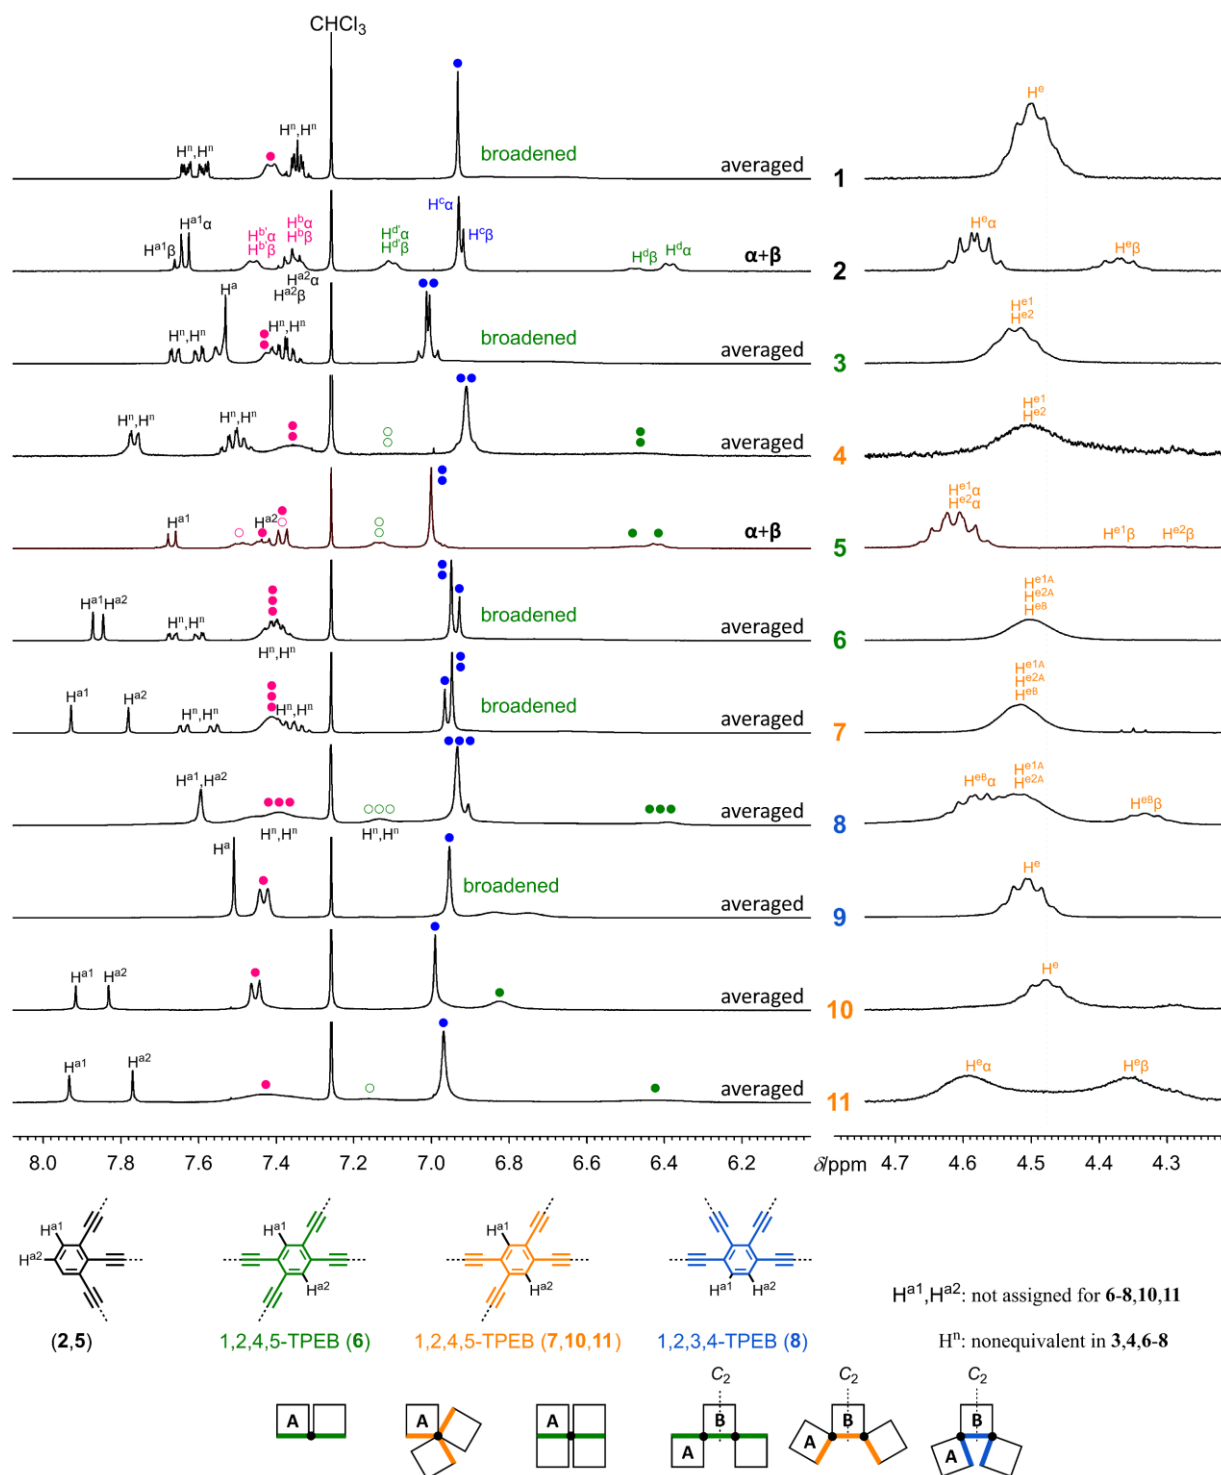 CHCl₃
Hⁿ,Hⁿ
Hⁿ,Hⁿ
broadened
averaged
1
Hᵉ
Hᵃ¹β
Hᵃ¹α
Hᵇ'α
Hᵇ'β
Hᵇα
Hᵇβ
Hᵃ²α
Hᵃ²β
Hᵈ'α
Hᵈ'β
Hᶜα
Hᶜβ
Hᵈβ
Hᵈα
α+β
2
Hᵉα
Hᵉβ
Hⁿ,Hⁿ
Hᵃ
Hⁿ,Hⁿ
broadened
averaged
3
Hᵉ¹
Hᵉ²
Hⁿ,Hⁿ
Hⁿ,Hⁿ
averaged
4
Hᵉ¹
Hᵉ²
Hᵃ¹
Hᵃ²
α+β
5
Hᵉ¹α
Hᵉ²α
Hᵉ¹β
Hᵉ²β
Hᵃ¹Hᵃ²
Hⁿ,Hⁿ
Hⁿ,Hⁿ
broadened
averaged
6
Hᵉ¹ᴬ
Hᵉ²ᴬ
Hᵉᴮ
Hᵃ¹
Hᵃ²
Hⁿ,Hⁿ
Hⁿ,Hⁿ
broadened
averaged
7
Hᵉ¹ᴬ
Hᵉ²ᴬ
Hᵉᴮ
Hᵃ¹,Hᵃ²
Hⁿ,Hⁿ
Hⁿ,Hⁿ
averaged
8
Hᵉᴮα
Hᵉ¹ᴬ
Hᵉ²ᴬ
Hᵉᴮβ
Hᵃ
broadened
averaged
9
Hᵉ
Hᵃ¹
Hᵃ²
averaged
10
Hᵉ
Hᵃ¹
Hᵃ²
averaged
11
Hᵉα
Hᵉβ
8.0 7.8 7.6 7.4 7.2 7.0 6.8 6.6 6.4 6.2 δ/ppm 4.7 4.6 4.5 4.4 4.3
Hᵃ¹
Hᵃ²
(2,5)
Hᵃ¹
Hᵃ²
1,2,4,5-TPEB (6)
Hᵃ¹
Hᵃ²
1,2,4,5-TPEB (7,10,11)
Hᵃ¹ Hᵃ²
1,2,3,4-TPEB (8)
Hᵃ¹,Hᵃ²: not assigned for 6-8,10,11
Hⁿ: nonequivalent in 3,4,6-8
C₂ C₂ C₂
A
A
B
A
B
A
B
A